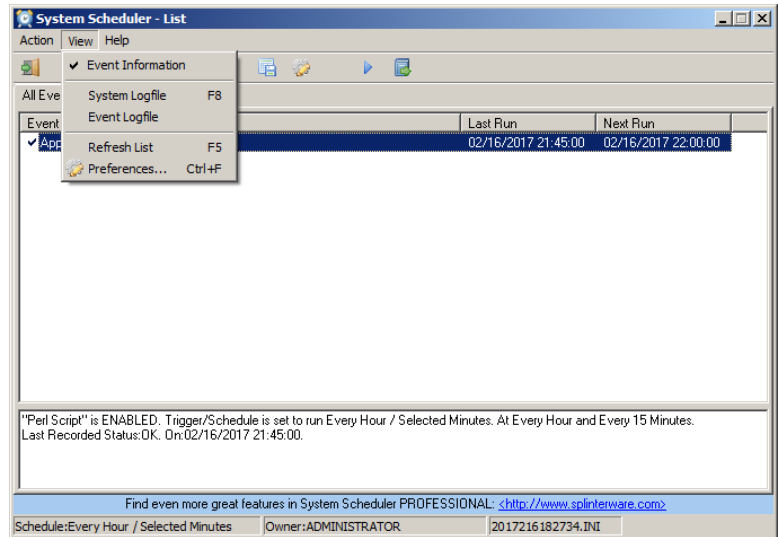 System Scheduler - List
Action View Help
Event Information
System Logfile F8
Event Logfile
Refresh List F5
Preferences... Ctrl+F
All Eve
Event Last Run Next Run
App 02/16/2017 21:45:00 02/16/2017 22:00:00
"Perl Script" is ENABLED. Trigger/Schedule is set to run Every Hour / Selected Minutes. At Every Hour and Every 15 Minutes.
Last Recorded Status:OK. On:02/16/2017 21:45:00.
Find even more great features in System Scheduler PROFESSIONAL: <http://www.splinterware.com>
Schedule:Every Hour / Selected Minutes Owner:ADMINISTRATOR 2017216182734.INI